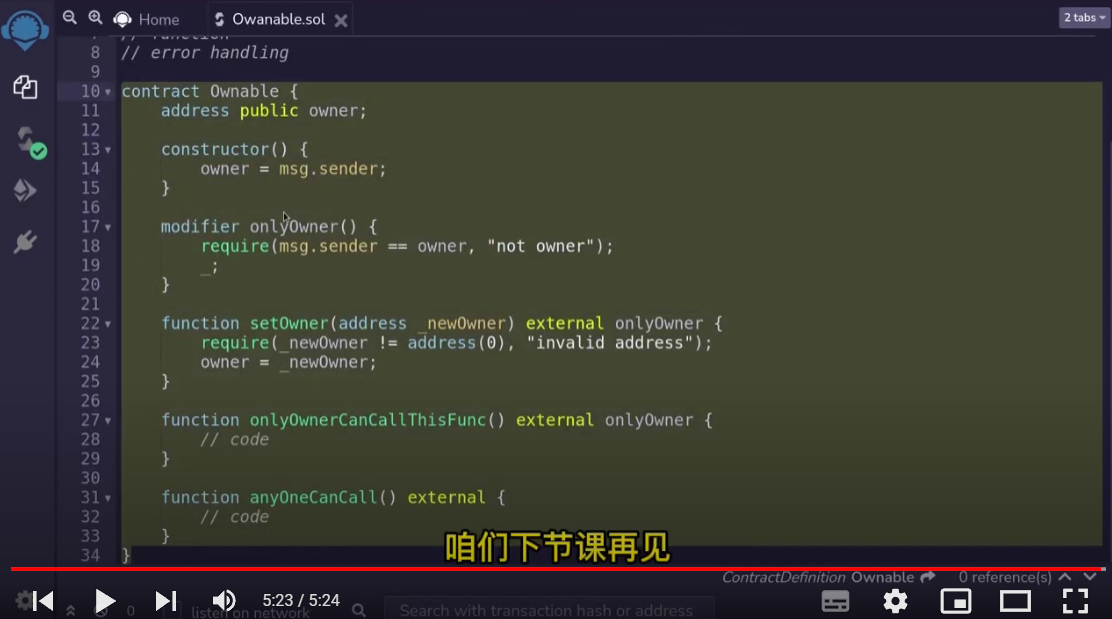 Home
Owanable.sol
2 tabs
7 // function
8 // error handling
9
10 contract Ownable {
11 address public owner;
12
13 constructor() {
14 owner = msg.sender;
15 }
16
17 modifier onlyOwner() {
18 require(msg.sender == owner, "not owner");
19 _;
20 }
21
22 function setOwner(address _newOwner) external onlyOwner {
23 require(_newOwner != address(0), "invalid address");
24 owner = _newOwner;
25 }
26
27 function onlyOwnerCanCallThisFunc() external onlyOwner {
28 // code
29 }
30
31 function anyOneCanCall() external {
32 // code
33 }
34 }
咱们下节课再见
ContractDefinition Ownable 0 reference(s)
5:23 / 5:24
0 listen on network
Search with transaction hash or address